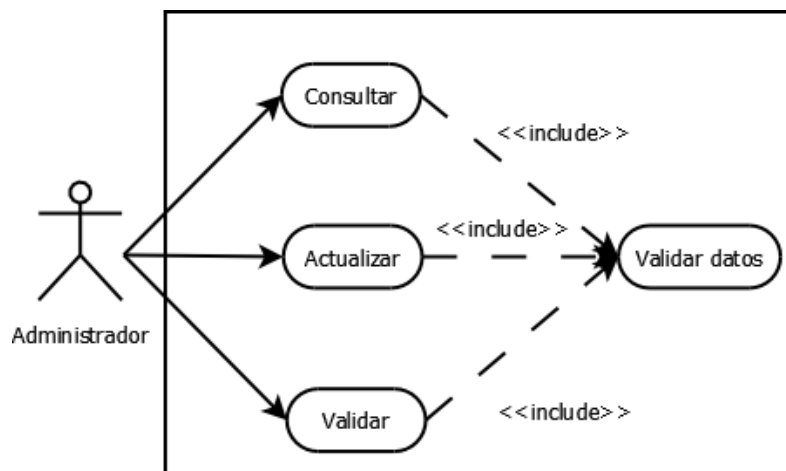 Consultar
<<include>>
<<include>>
Actualizar
Validar datos
Administrador
<<include>>
Validar